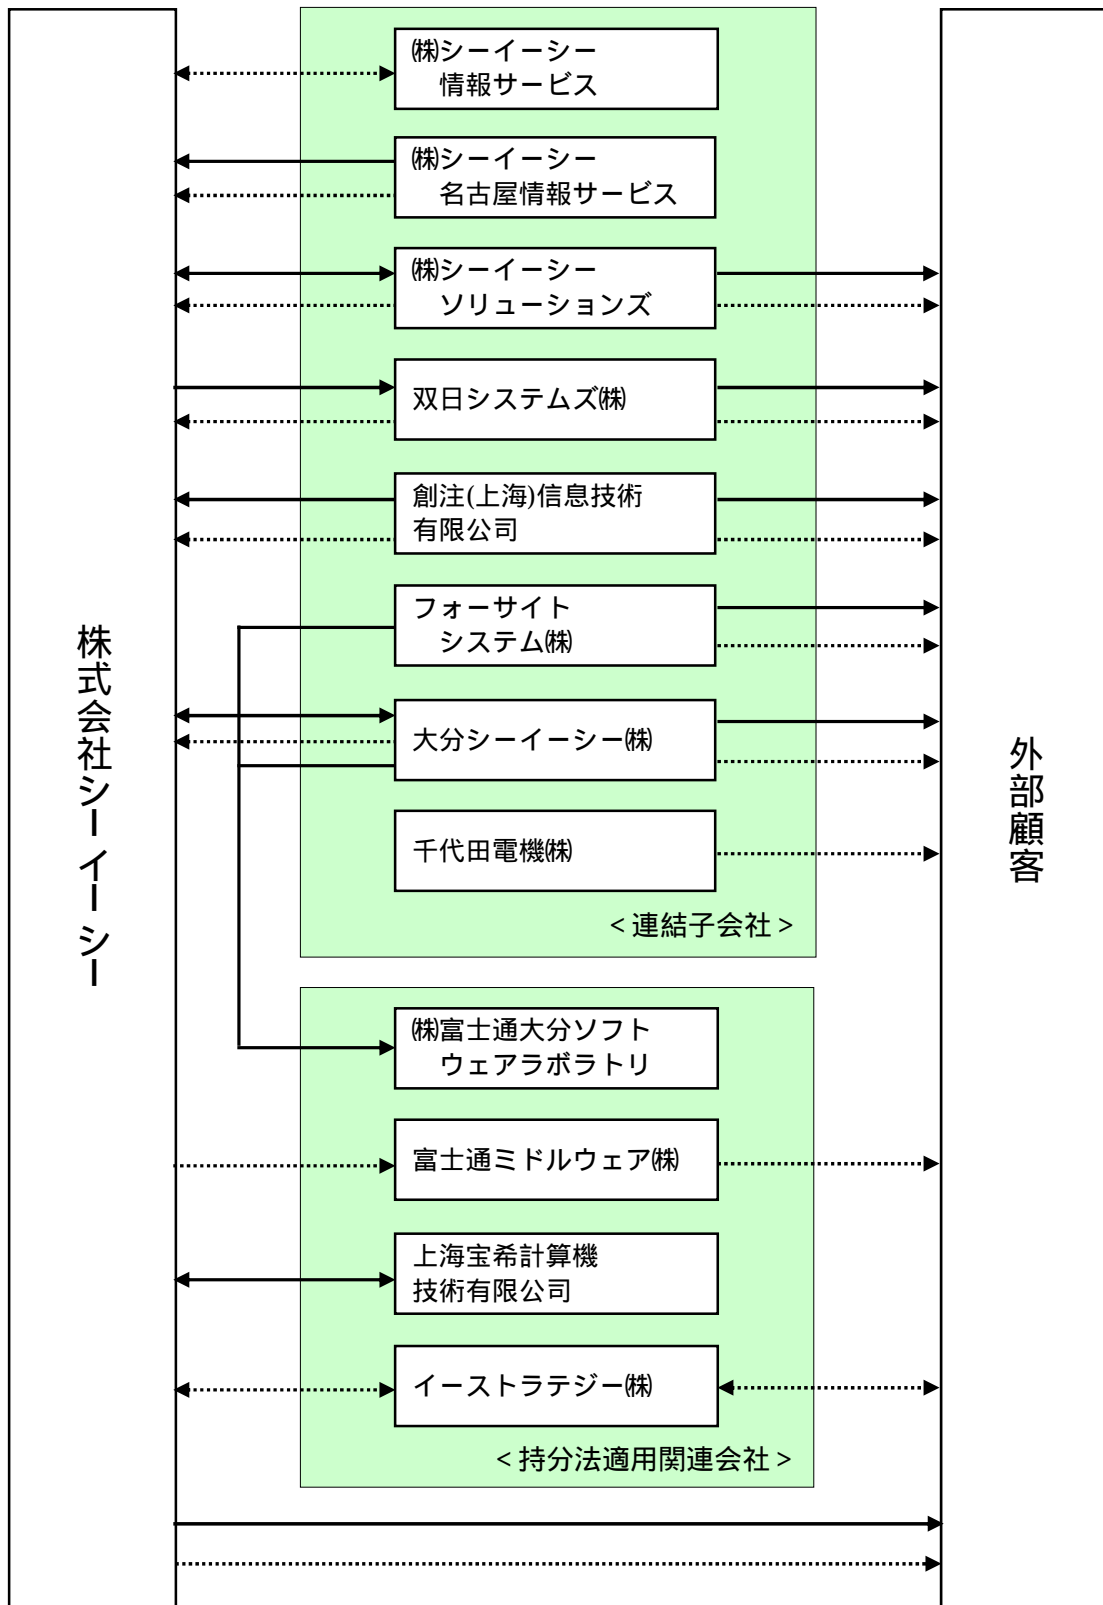 株式会社シーイーシー
㈱シーイーシー
情報サービス
㈱シーイーシー
名古屋情報サービス
㈱シーイーシー
ソリューションズ
双日システムズ㈱
創注(上海)信息技術
有限公司
フォーサイト
システム㈱
大分シーイーシー㈱
千代田電機㈱
<連結子会社>
㈱富士通大分ソフト
ウェアラボラトリ
富士通ミドルウェア㈱
上海宝希計算機
技術有限公司
イーストラテジー㈱
<持分法適用関連会社>
外部顧客